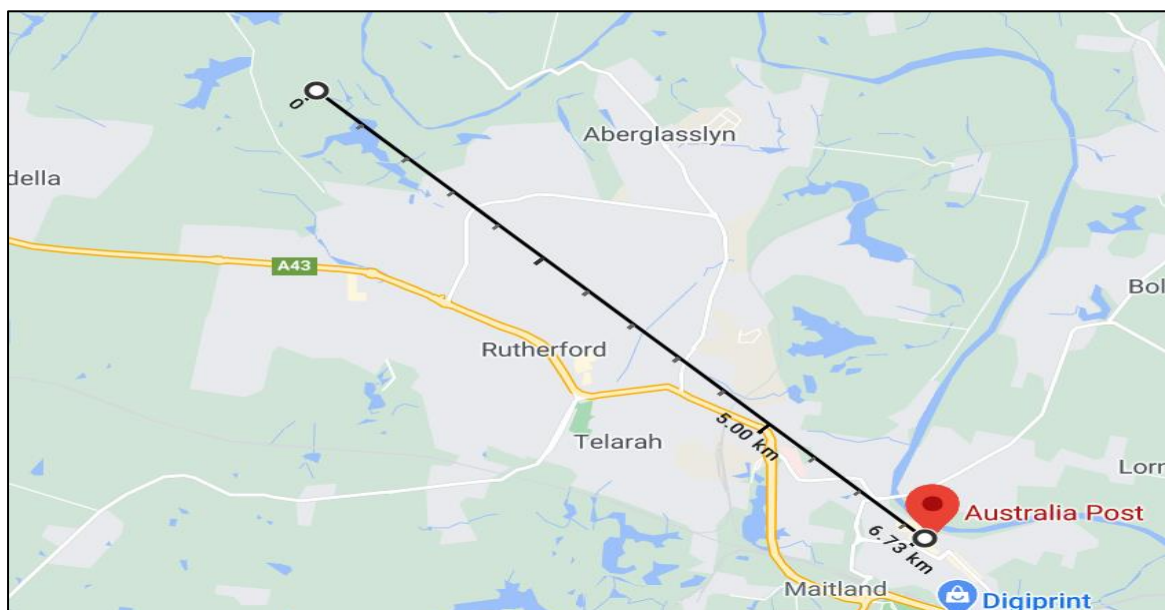 0
Aberglasslyn
della
A43
Bol
Rutherford
5.00 km
Telarah
Lorn
Australia Post
6.73 km
Maitland
Digiprint